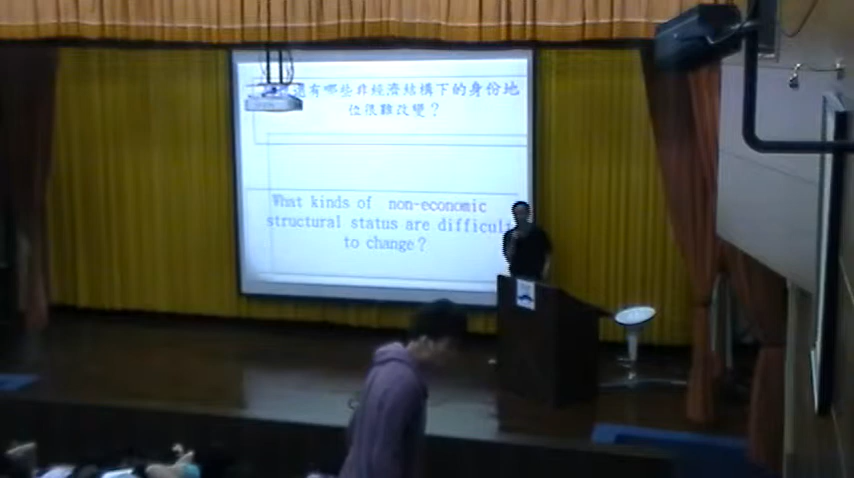 還有哪些非經濟結構下的身份地
位很難改變？
What kinds of non-economic
structural status are difficult
to change?